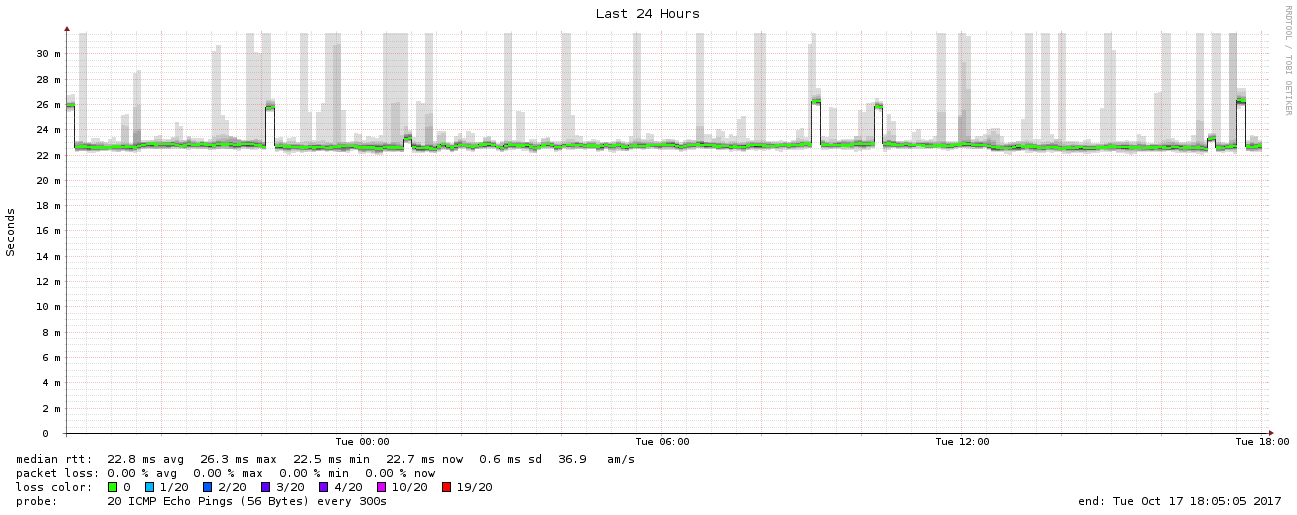 Last 24 Hours
RRDTOOL / TOBI OETIKER
Seconds
30 m
28 m
26 m
24 m
22 m
20 m
18 m
16 m
14 m
12 m
10 m
8 m
6 m
4 m
2 m
0
Tue 00:00 Tue 06:00 Tue 12:00 Tue 18:00
median rtt: 22.8 ms avg 26.3 ms max 22.5 ms min 22.7 ms now 0.6 ms sd 36.9 am/s
packet loss: 0.00 % avg 0.00 % max 0.00 % min 0.00 % now
loss color: 0 1/20 2/20 3/20 4/20 10/20 19/20
probe: 20 ICMP Echo Pings (56 Bytes) every 300s end: Tue Oct 17 18:05:05 2017